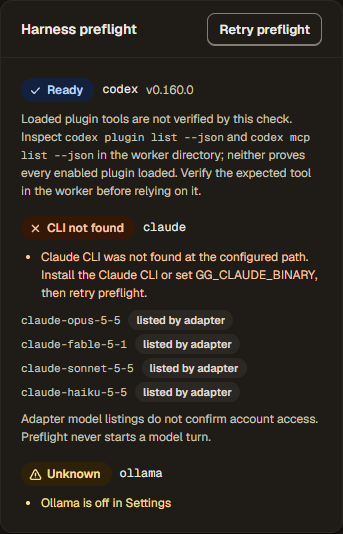 Harness preflight
Retry preflight
Ready codex v0.160.0
Loaded plugin tools are not verified by this check.
Inspect codex plugin list --json and codex mcp
list --json in the worker directory; neither proves
every enabled plugin loaded. Verify the expected tool
in the worker before relying on it.
CLI not found claude
• Claude CLI was not found at the configured path.
Install the Claude CLI or set GG_CLAUDE_BINARY,
then retry preflight.
claude-opus-5-5 listed by adapter
claude-fable-5-1 listed by adapter
claude-sonnet-5-5 listed by adapter
claude-haiku-5-5 listed by adapter
Adapter model listings do not confirm account access.
Preflight never starts a model turn.
Unknown ollama
• Ollama is off in Settings